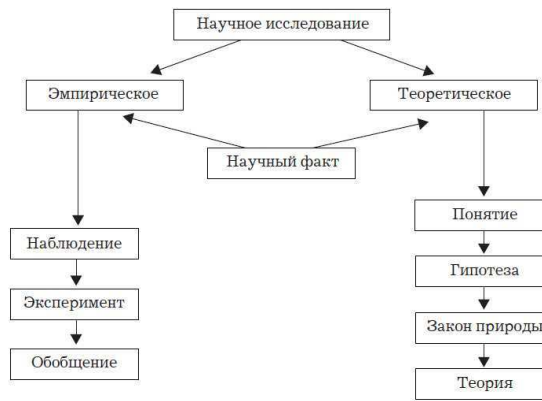 Научное исследование
Эмпирическое
Теоретическое
Научный факт
Наблюдение
Эксперимент
Обобщение
Понятие
Гипотеза
Закон природы
Теория